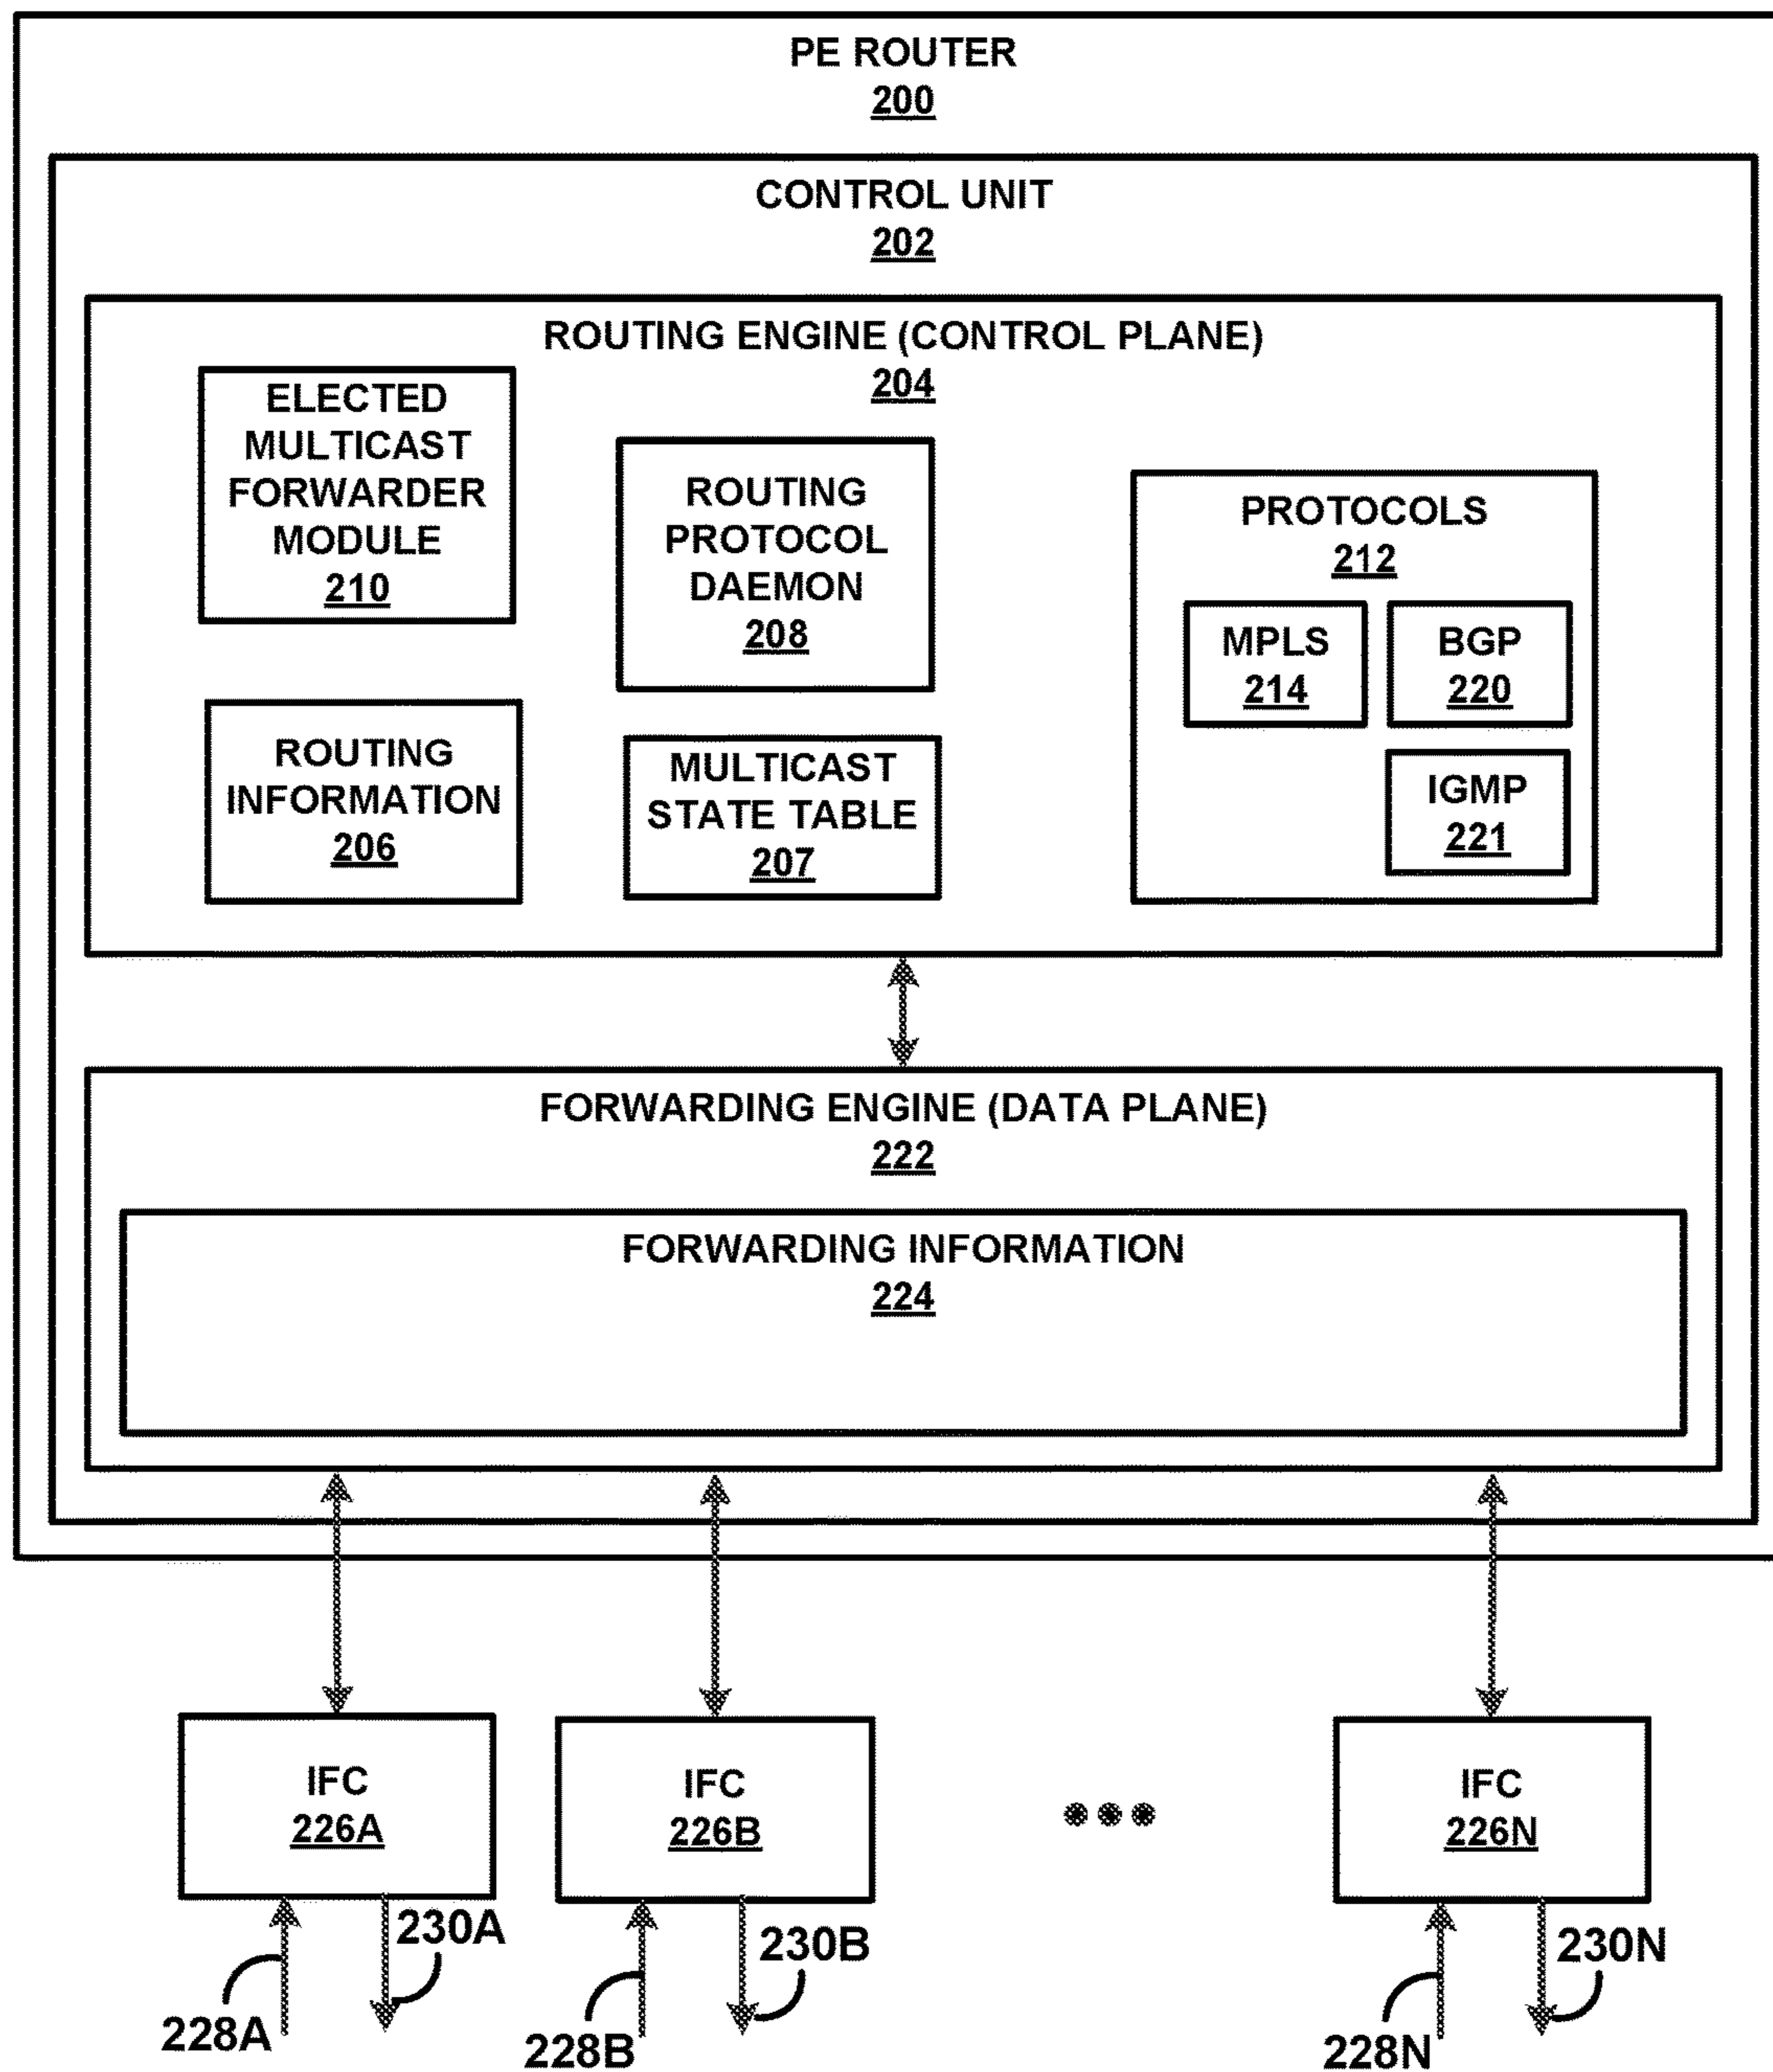 PE ROUTER
200
CONTROL UNIT
202
ROUTING ENGINE (CONTROL PLANE)
204
ELECTED
MULTICAST
FORWARDER
MODULE
210
ROUTING
PROTOCOL
DAEMON
208
PROTOCOLS
212
MPLS
214
BGP
220
IGMP
221
ROUTING
INFORMATION
206
MULTICAST
STATE TABLE
207
FORWARDING ENGINE (DATA PLANE)
222
FORWARDING INFORMATION
224
IFC
226A
IFC
226B
IFC
226N
228A
230A
228B
230B
228N
230N